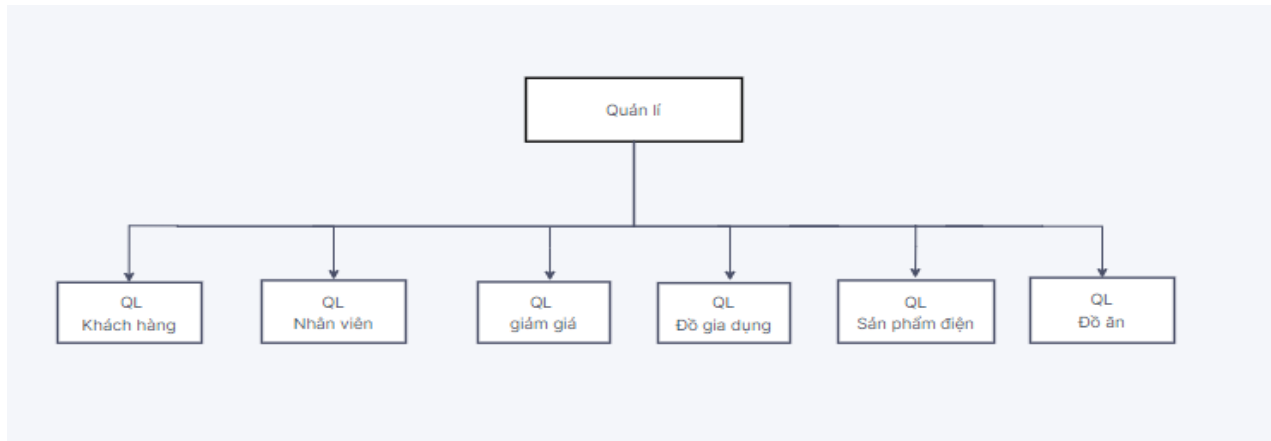 Quản lí
QL
Khách hàng
QL
Nhân viên
QL
giảm giá
QL
Đồ gia dụng
QL
Sản phẩm điện
QL
Đồ ăn